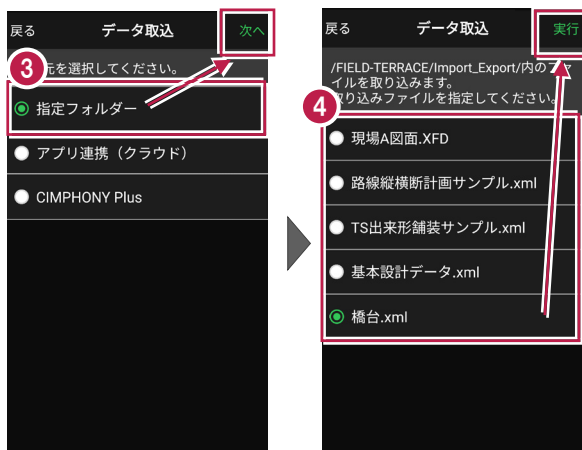 戻る データ取込 次へ
3 元を選択してください。
指定フォルダー
アプリ連携（クラウド）
CIMPHONY Plus
戻る データ取込 実行
/FIELD-TERRACE/Import_Export/内のファ
イルを取り込みます。
取り込みファイルを指定してください。
4
現場A図面.XFD
路線縦横断計画サンプル.xml
TS出来形舗装サンプル.xml
基本設計データ.xml
橋台.xml